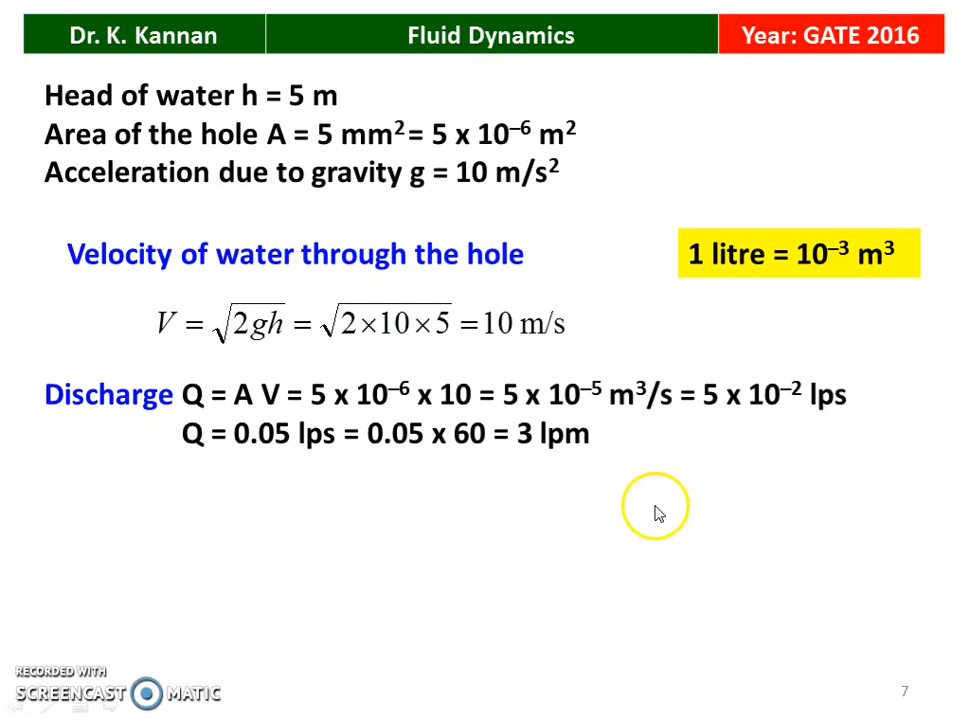 Dr. K. Kannan Fluid Dynamics Year: GATE 2016
Head of water h = 5 m
Area of the hole A = 5 mm² = 5 x 10⁻⁶ m²
Acceleration due to gravity g = 10 m/s²
Velocity of water through the hole 1 litre = 10⁻³ m³
V = √2gh = √2×10×5 = 10 m/s
Discharge Q = A V = 5 x 10⁻⁶ x 10 = 5 x 10⁻⁵ m³/s = 5 x 10⁻² lps
Q = 0.05 lps = 0.05 x 60 = 3 lpm
RECORDED WITH
SCREENCAST MATIC 7